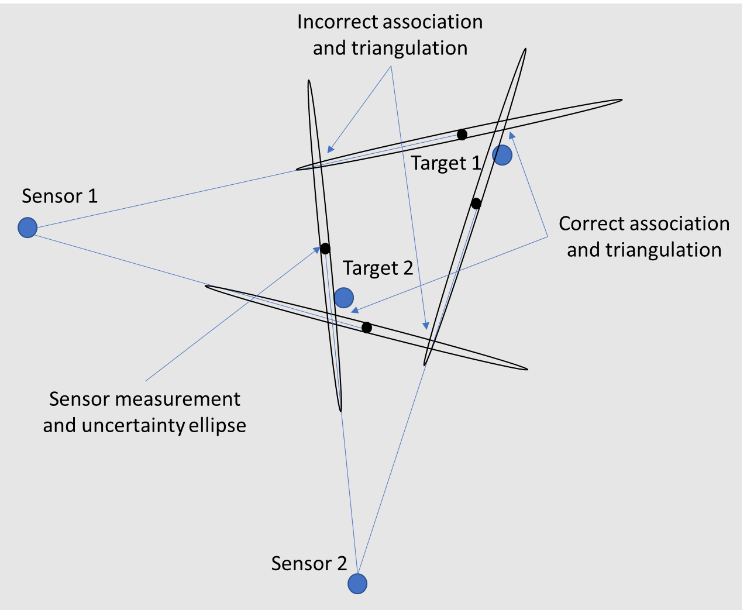 Incorrect association
and triangulation
Target 1
Sensor 1
Correct association
and triangulation
Target 2
Sensor measurement
and uncertainty ellipse
Sensor 2